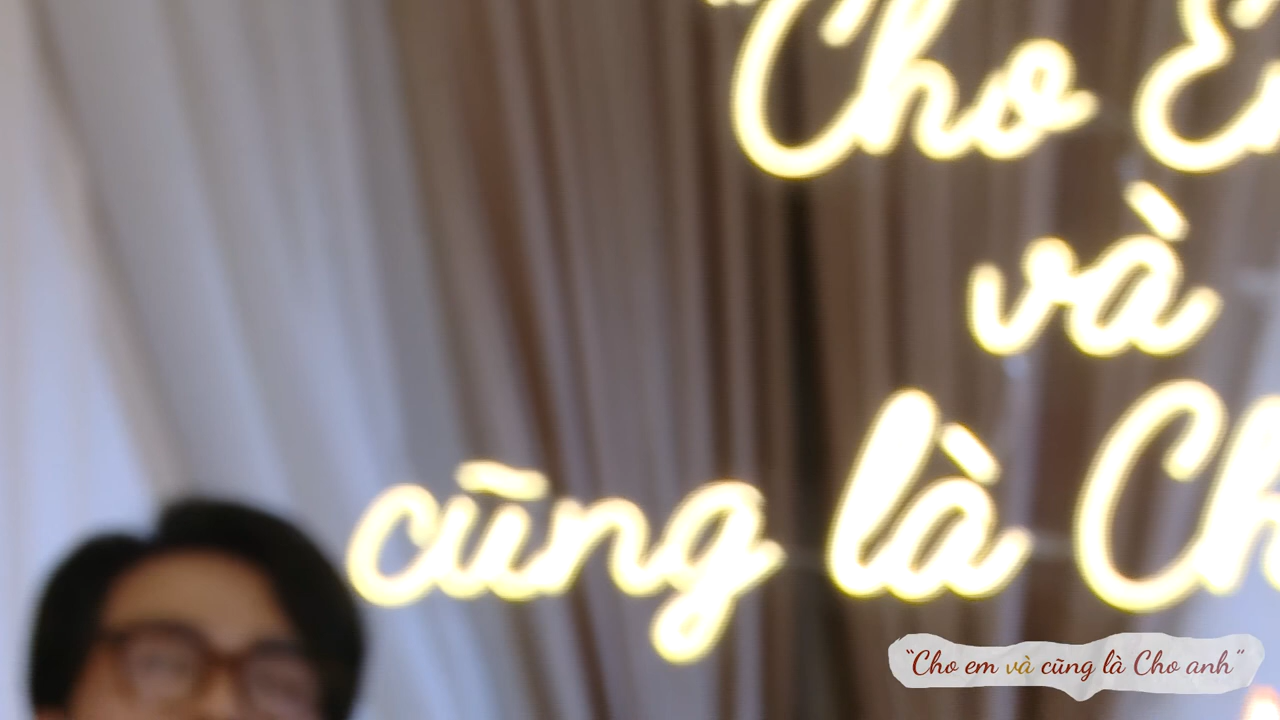 "Cho E
và
cũng là Ch
“Cho em và cũng là Cho anh”